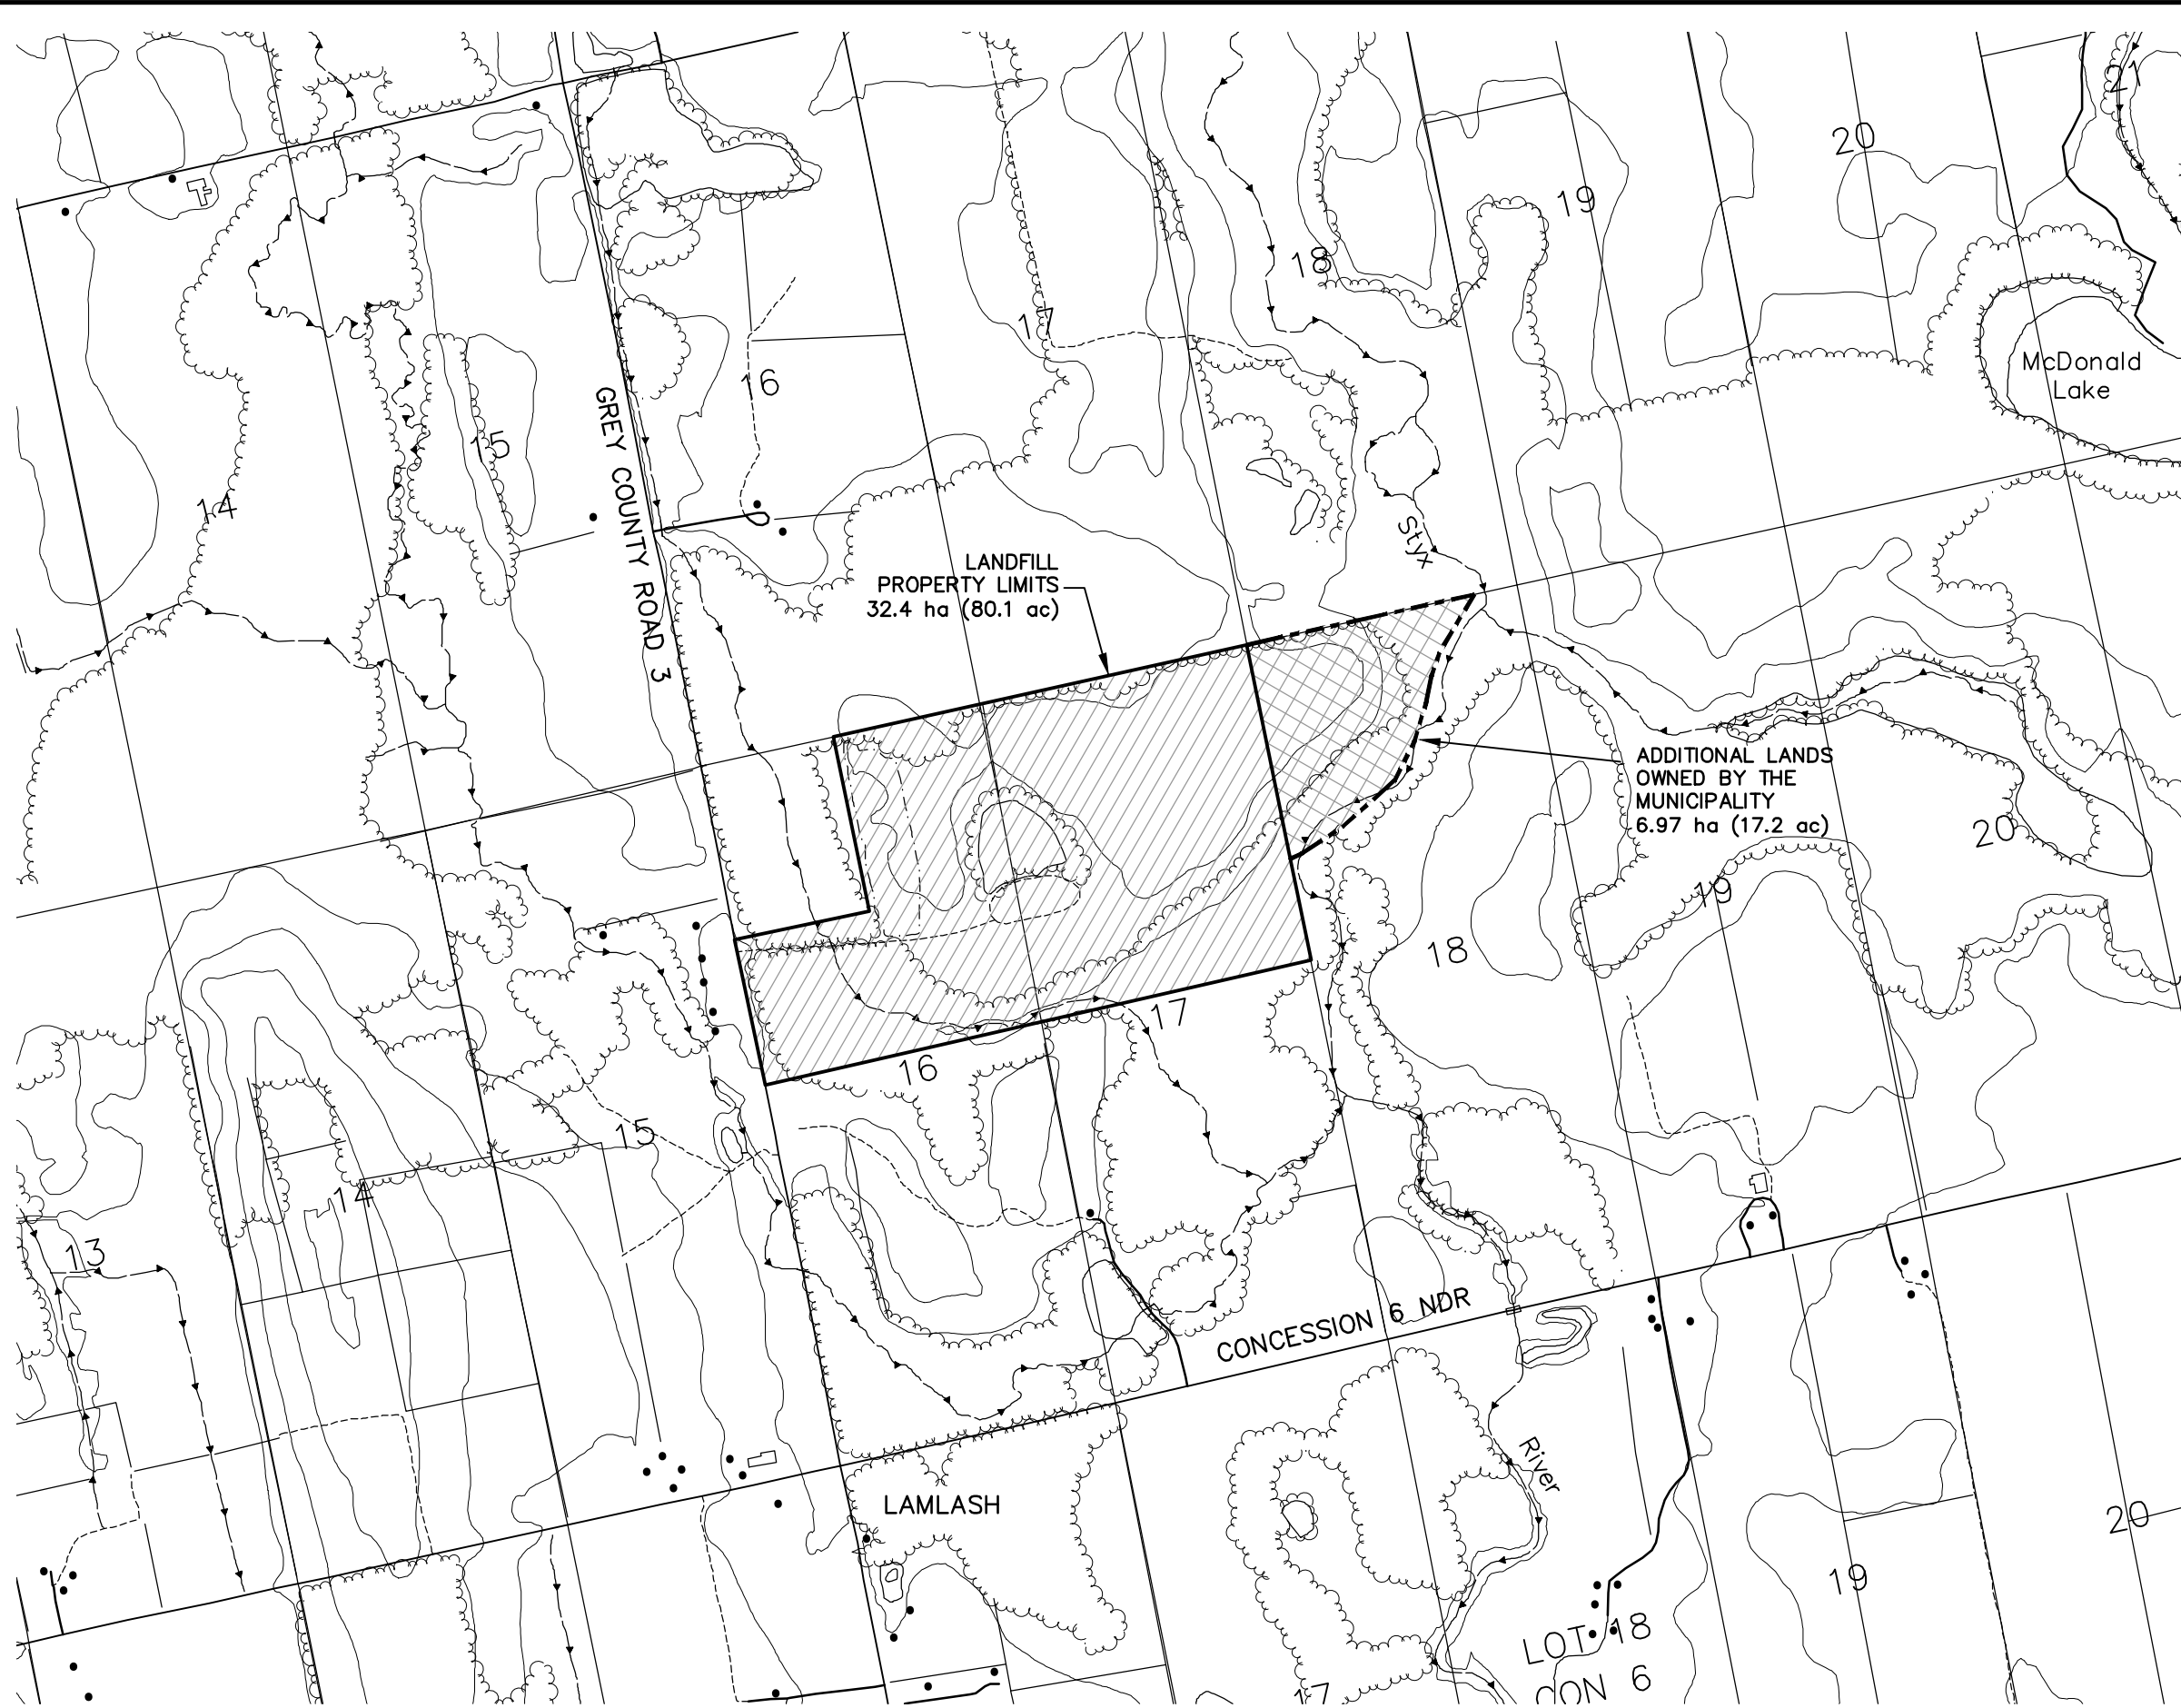 21
20
19
18
17
16
15
14
McDonald
Lake
GREY COUNTY ROAD 3
Styx
LANDFILL
PROPERTY LIMITS
32.4 ha (80.1 ac)
ADDITIONAL LANDS
OWNED BY THE
MUNICIPALITY
6.97 ha (17.2 ac)
20
19
18
17
16
15
14
13
CONCESSION 6 NDR
River
LAMLASH
20
19
LOT 18
CON 6
17